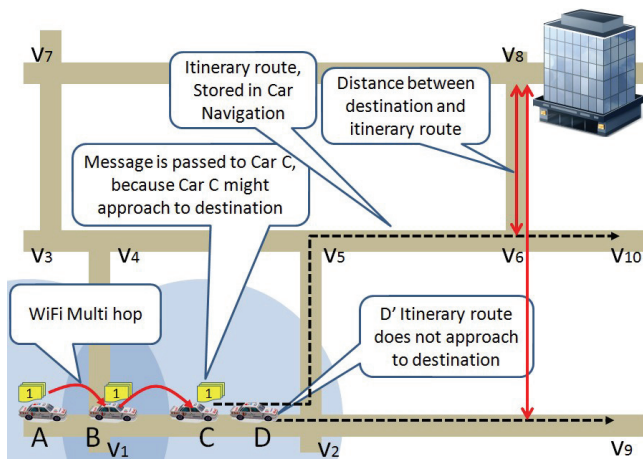 V7
V8
Itinerary route,
Stored in Car
Navigation
Distance between
destination and
itinerary route
Message is passed to Car C,
because Car C might
approach to destination
V3
V4
V5
V6
V10
WiFi Multi hop
D' Itinerary route
does not approach
to destination
1
1
1
A
B
C
D
V1
V2
V9